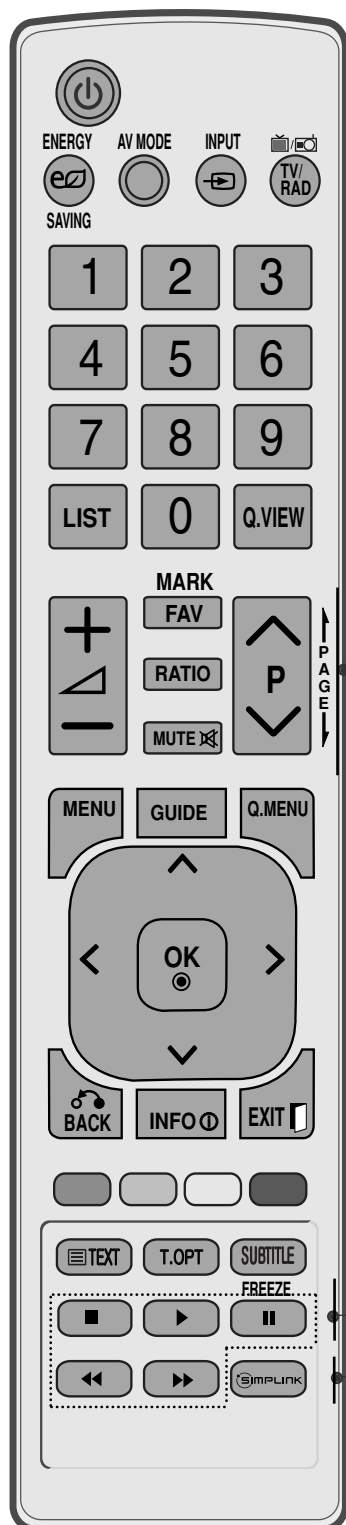 ENERGY AV MODE INPUT
TV/
RAD
SAVING
1 2 3
4 5 6
7 8 9
LIST 0 Q.VIEW
MARK
FAV
RATIO P
MUTE
PAGE
MENU GUIDE Q.MENU
OK
BACK INFO EXIT
TEXT T.OPT SUBTITLE
FREEZE
SIMPLINK